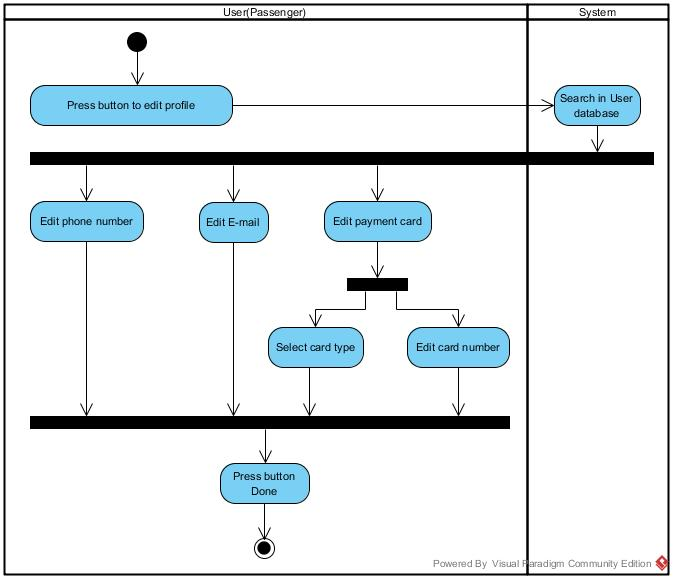 User(Passenger)
System
Press button to edit profile
Search in User
database
Edit phone number
Edit E-mail
Edit payment card
Select card type
Edit card number
Press button
Done
Powered By Visual Paradigm Community Edition